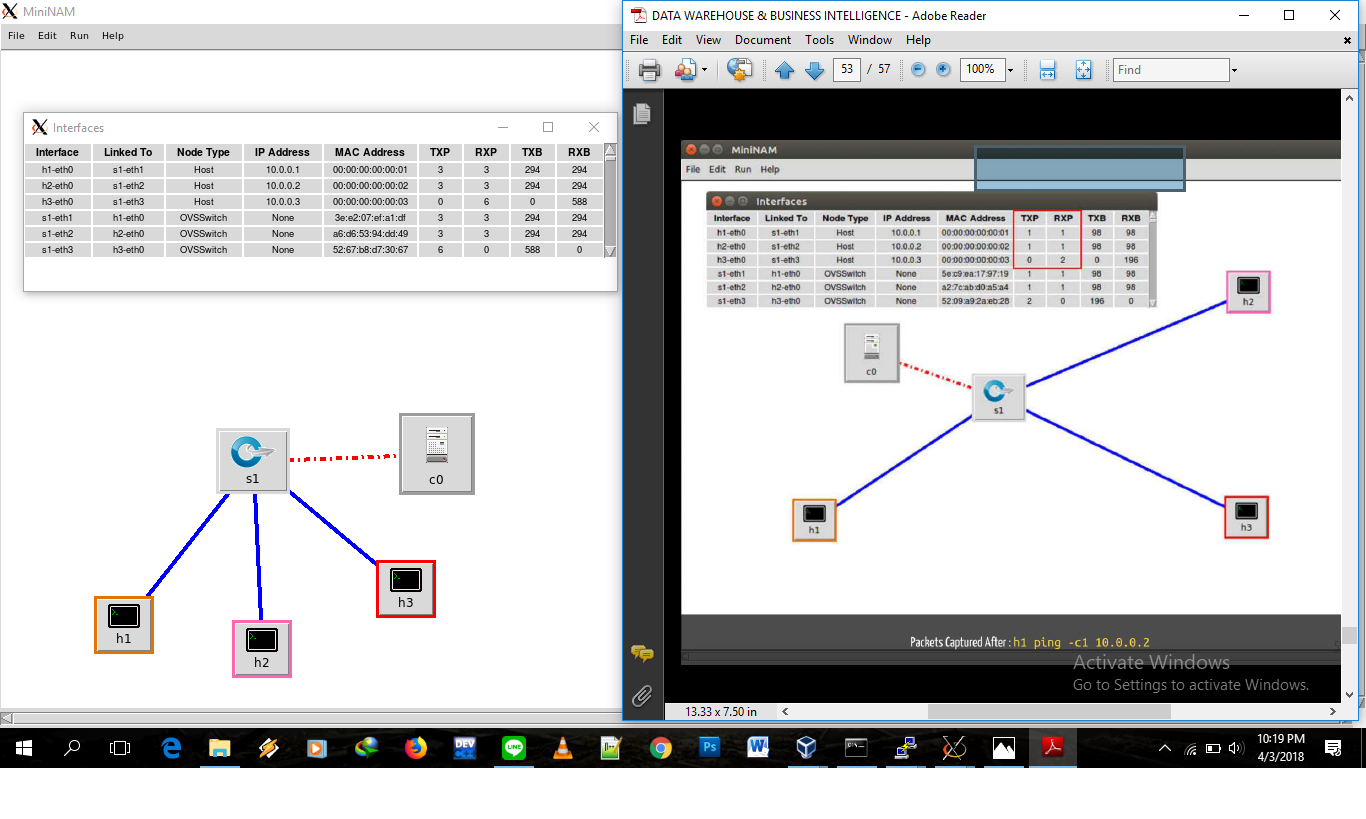 MiniNAM
File Edit Run Help
Interfaces
Interface Linked To Node Type IP Address MAC Address TXP RXP TXB RXB
h1-eth0 s1-eth1 Host 10.0.0.1 00:00:00:00:00:01 3 3 294 294
h2-eth0 s1-eth2 Host 10.0.0.2 00:00:00:00:00:02 3 3 294 294
h3-eth0 s1-eth3 Host 10.0.0.3 00:00:00:00:00:03 0 6 0 588
s1-eth1 h1-eth0 OVSSwitch None 3e:e2:07:ef:a1:df 3 3 294 294
s1-eth2 h2-eth0 OVSSwitch None a6:d6:53:94:dd:49 3 3 294 294
s1-eth3 h3-eth0 OVSSwitch None 52:67:b8:d7:30:67 6 0 588 0
s1
c0
h1
h2
h3
DATA WAREHOUSE & BUSINESS INTELLIGENCE - Adobe Reader
File Edit View Document Tools Window Help
53 / 57 100% Find
MiniNAM
File Edit Run Help
Interfaces
Interface Linked To Node Type IP Address MAC Address TXP RXP TXB RXB
h1-eth0 s1-eth1 Host 10.0.0.1 00:00:00:00:00:01 1 1 98 98
h2-eth0 s1-eth2 Host 10.0.0.2 00:00:00:00:00:02 1 1 98 98
h3-eth0 s1-eth3 Host 10.0.0.3 00:00:00:00:00:03 0 2 0 196
s1-eth1 h1-eth0 OVSSwitch None 5e:c9:ea:17:97:19 1 1 98 98
s1-eth2 h2-eth0 OVSSwitch None a2:7c:ab:d0:a5:a4 1 1 98 98
s1-eth3 h3-eth0 OVSSwitch None 52:09:a9:2a:eb:28 2 0 196 0
h2
c0
s1
h1
h3
Packets Captured After : h1 ping -c1 10.0.0.2
Activate Windows
Go to Settings to activate Windows.
13.33 x 7.50 in
DEV
LINE
Ps
10:19 PM
4/3/2018